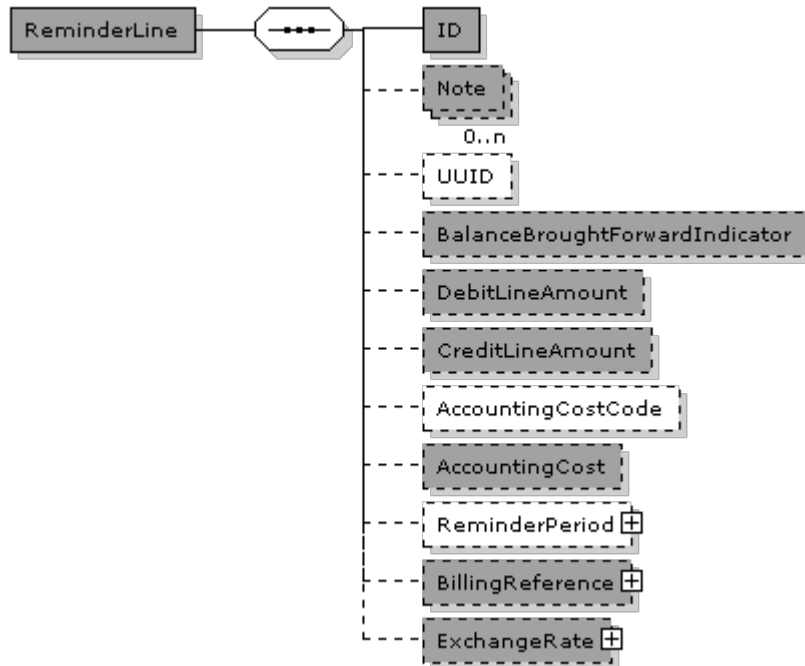 ReminderLine
ID
Note
0..n
UUID
BalanceBroughtForwardIndicator
DebitLineAmount
CreditLineAmount
AccountingCostCode
AccountingCost
ReminderPeriod
BillingReference
ExchangeRate